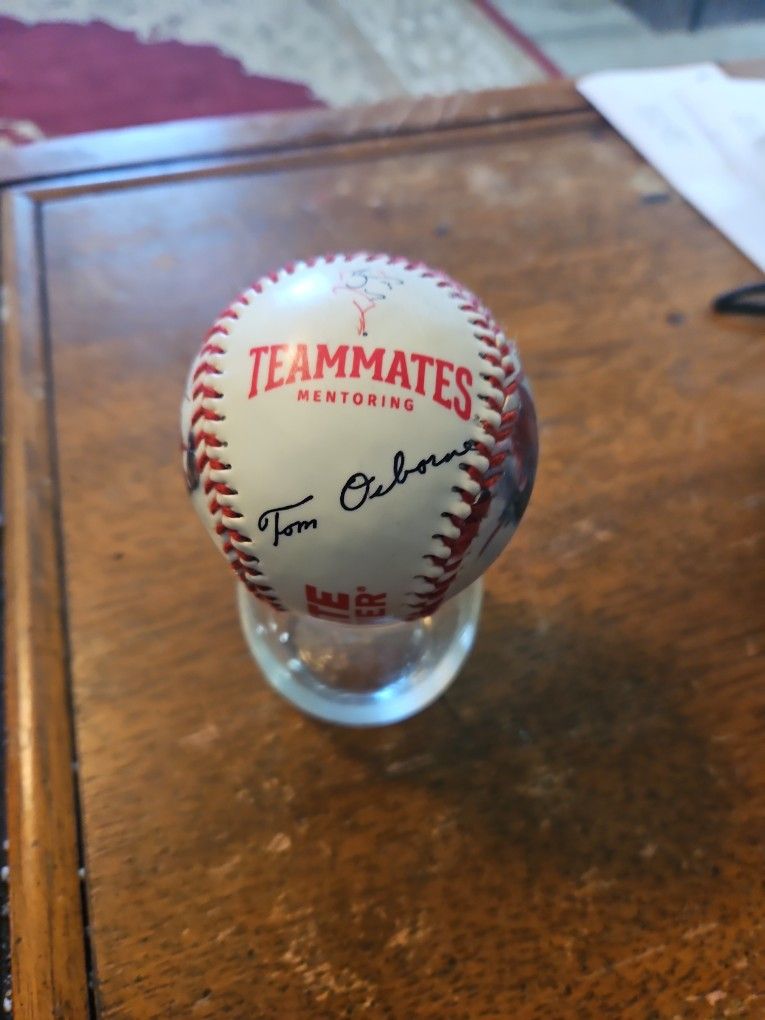 TEAMMATES
MENTORING
Tom Osborne